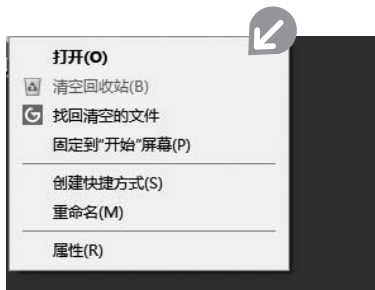 打开(O)
清空回收站(B)
找回清空的文件
固定到"开始"屏幕(P)
创建快捷方式(S)
重命名(M)
属性(R)